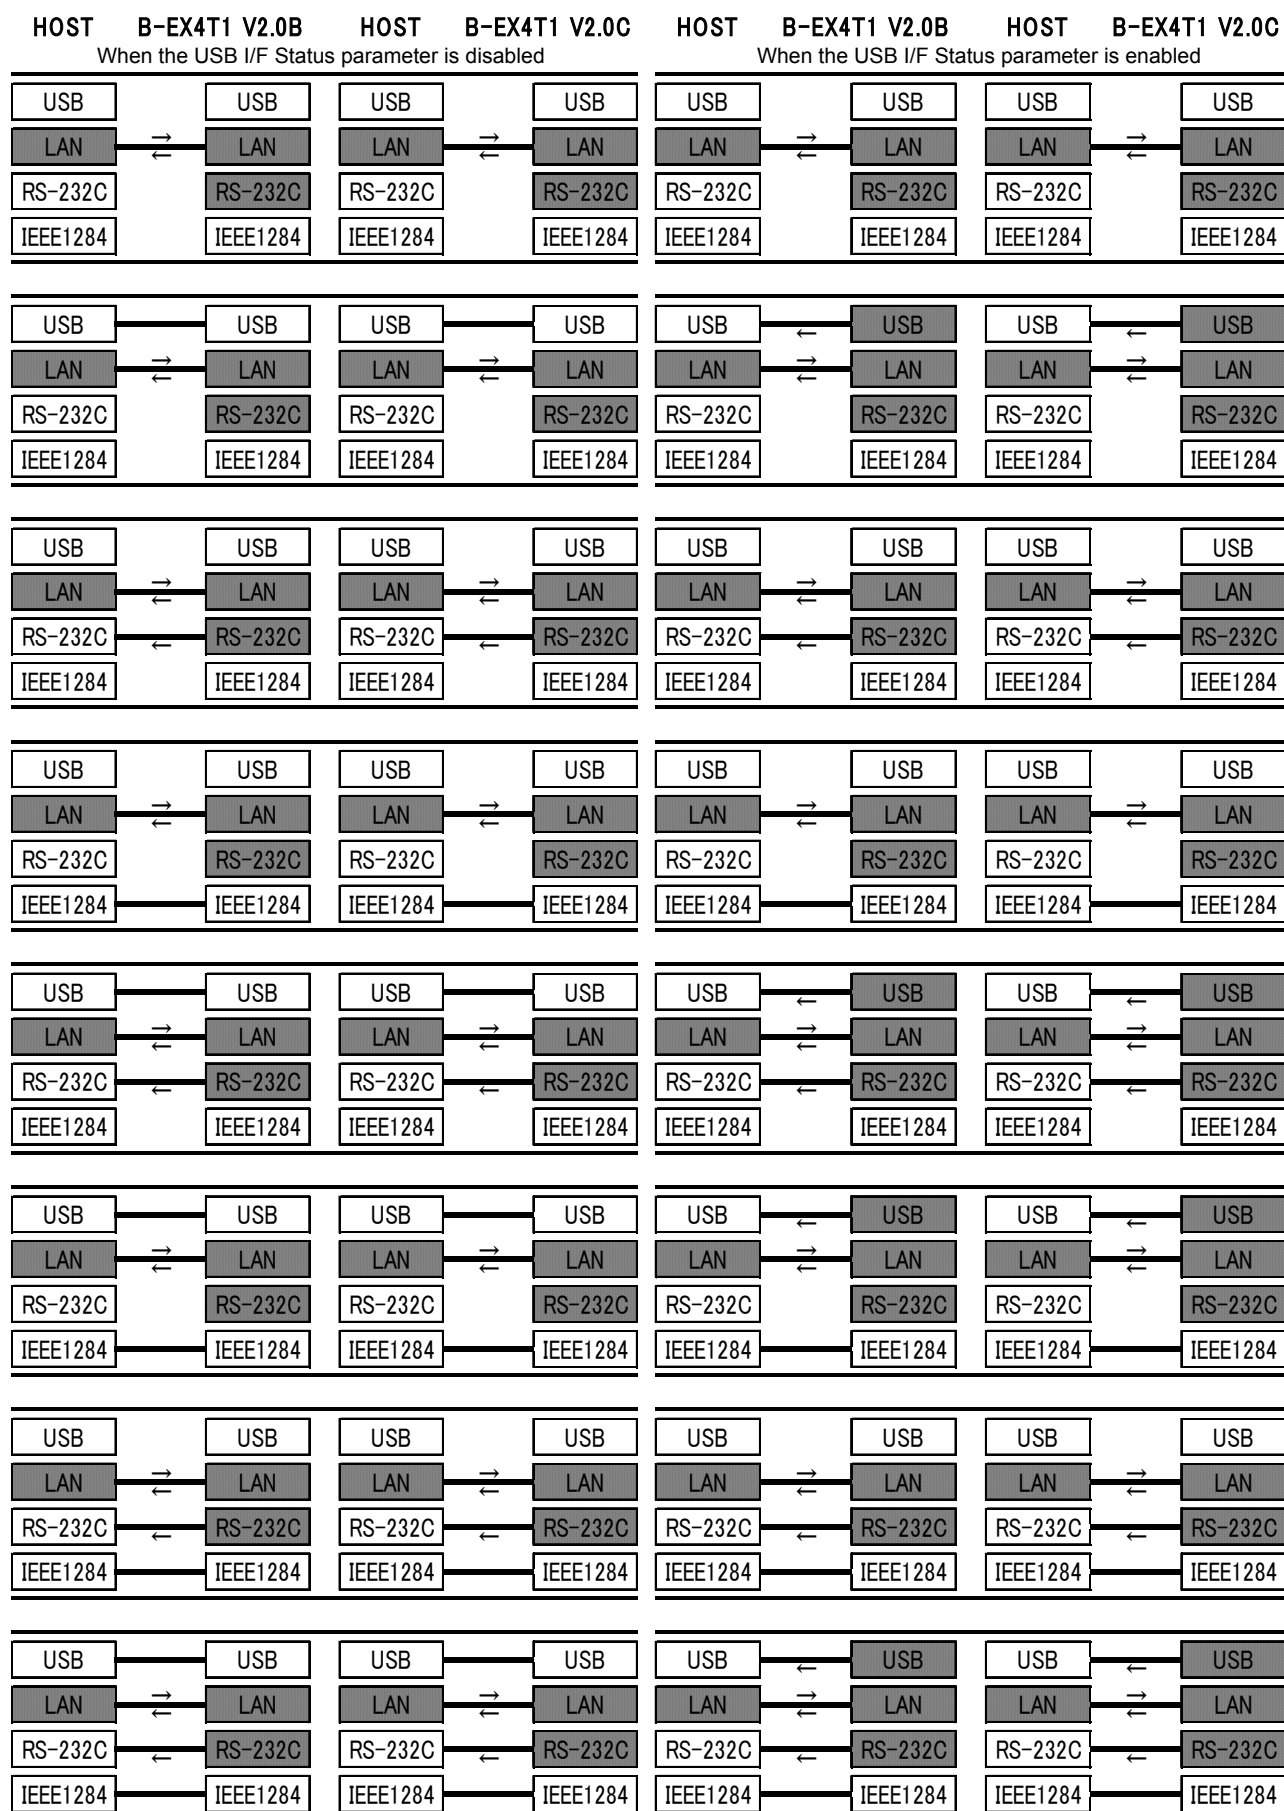 HOST B-EX4T1 V2.0B HOST B-EX4T1 V2.0C HOST B-EX4T1 V2.0B HOST B-EX4T1 V2.0C
When the USB I/F Status parameter is disabled When the USB I/F Status parameter is enabled
USB USB USB USB USB USB USB USB
LAN → ← LAN LAN → ← LAN LAN → ← LAN LAN → ← LAN
RS-232C RS-232C RS-232C RS-232C RS-232C RS-232C RS-232C RS-232C
IEEE1284 IEEE1284 IEEE1284 IEEE1284 IEEE1284 IEEE1284 IEEE1284 IEEE1284
USB USB USB USB USB ← USB USB ← USB
LAN → ← LAN LAN → ← LAN LAN → ← LAN LAN → ← LAN
RS-232C RS-232C RS-232C RS-232C RS-232C RS-232C RS-232C RS-232C
IEEE1284 IEEE1284 IEEE1284 IEEE1284 IEEE1284 IEEE1284 IEEE1284 IEEE1284
USB USB USB USB USB USB USB USB
LAN → ← LAN LAN → ← LAN LAN → ← LAN LAN → ← LAN
RS-232C ← RS-232C RS-232C ← RS-232C RS-232C ← RS-232C RS-232C ← RS-232C
IEEE1284 IEEE1284 IEEE1284 IEEE1284 IEEE1284 IEEE1284 IEEE1284 IEEE1284
USB USB USB USB USB USB USB USB
LAN → ← LAN LAN → ← LAN LAN → ← LAN LAN → ← LAN
RS-232C RS-232C RS-232C RS-232C RS-232C RS-232C RS-232C RS-232C
IEEE1284 IEEE1284 IEEE1284 IEEE1284 IEEE1284 IEEE1284 IEEE1284 IEEE1284
USB USB USB USB USB ← USB USB ← USB
LAN → ← LAN LAN → ← LAN LAN → ← LAN LAN → ← LAN
RS-232C ← RS-232C RS-232C ← RS-232C RS-232C ← RS-232C RS-232C ← RS-232C
IEEE1284 IEEE1284 IEEE1284 IEEE1284 IEEE1284 IEEE1284 IEEE1284 IEEE1284
USB USB USB USB USB ← USB USB ← USB
LAN → ← LAN LAN → ← LAN LAN → ← LAN LAN → ← LAN
RS-232C RS-232C RS-232C RS-232C RS-232C RS-232C RS-232C RS-232C
IEEE1284 IEEE1284 IEEE1284 IEEE1284 IEEE1284 IEEE1284 IEEE1284 IEEE1284
USB USB USB USB USB USB USB USB
LAN → ← LAN LAN → ← LAN LAN → ← LAN LAN → ← LAN
RS-232C ← RS-232C RS-232C ← RS-232C RS-232C ← RS-232C RS-232C ← RS-232C
IEEE1284 IEEE1284 IEEE1284 IEEE1284 IEEE1284 IEEE1284 IEEE1284 IEEE1284
USB USB USB USB USB ← USB USB ← USB
LAN → ← LAN LAN → ← LAN LAN → ← LAN LAN → ← LAN
RS-232C ← RS-232C RS-232C ← RS-232C RS-232C ← RS-232C RS-232C ← RS-232C
IEEE1284 IEEE1284 IEEE1284 IEEE1284 IEEE1284 IEEE1284 IEEE1284 IEEE1284